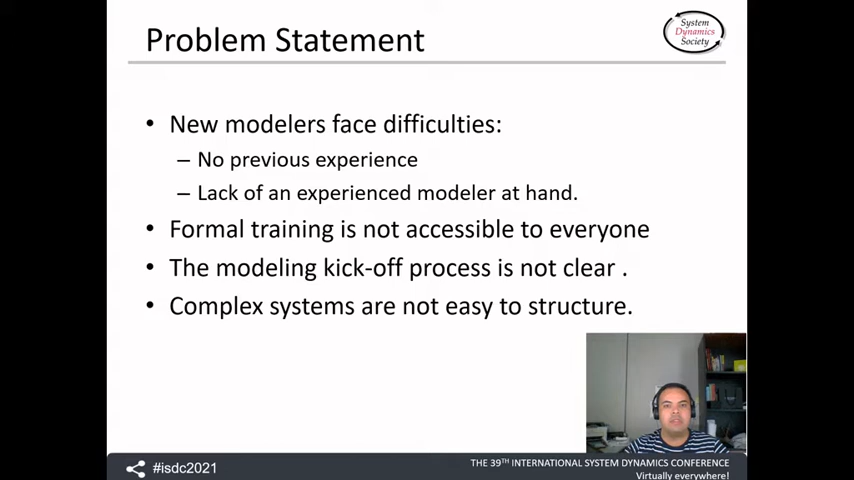 Problem Statement
System
Dynamics
Society
• New modelers face difficulties:
– No previous experience
– Lack of an experienced modeler at hand.
• Formal training is not accessible to everyone
• The modeling kick-off process is not clear .
• Complex systems are not easy to structure.
#isdc2021
THE 39TH INTERNATIONAL SYSTEM DYNAMICS CONFERENCE
Virtually everywhere!